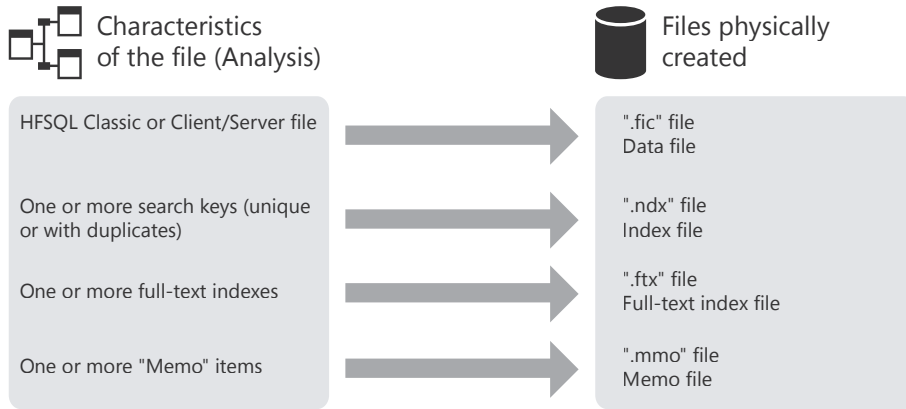 Characteristics
of the file (Analysis)
Files physically
created
HFSQL Classic or Client/Server file
".fic" file
Data file
One or more search keys (unique
or with duplicates)
".ndx" file
Index file
One or more full-text indexes
".ftx" file
Full-text index file
One or more "Memo" items
".mmo" file
Memo file